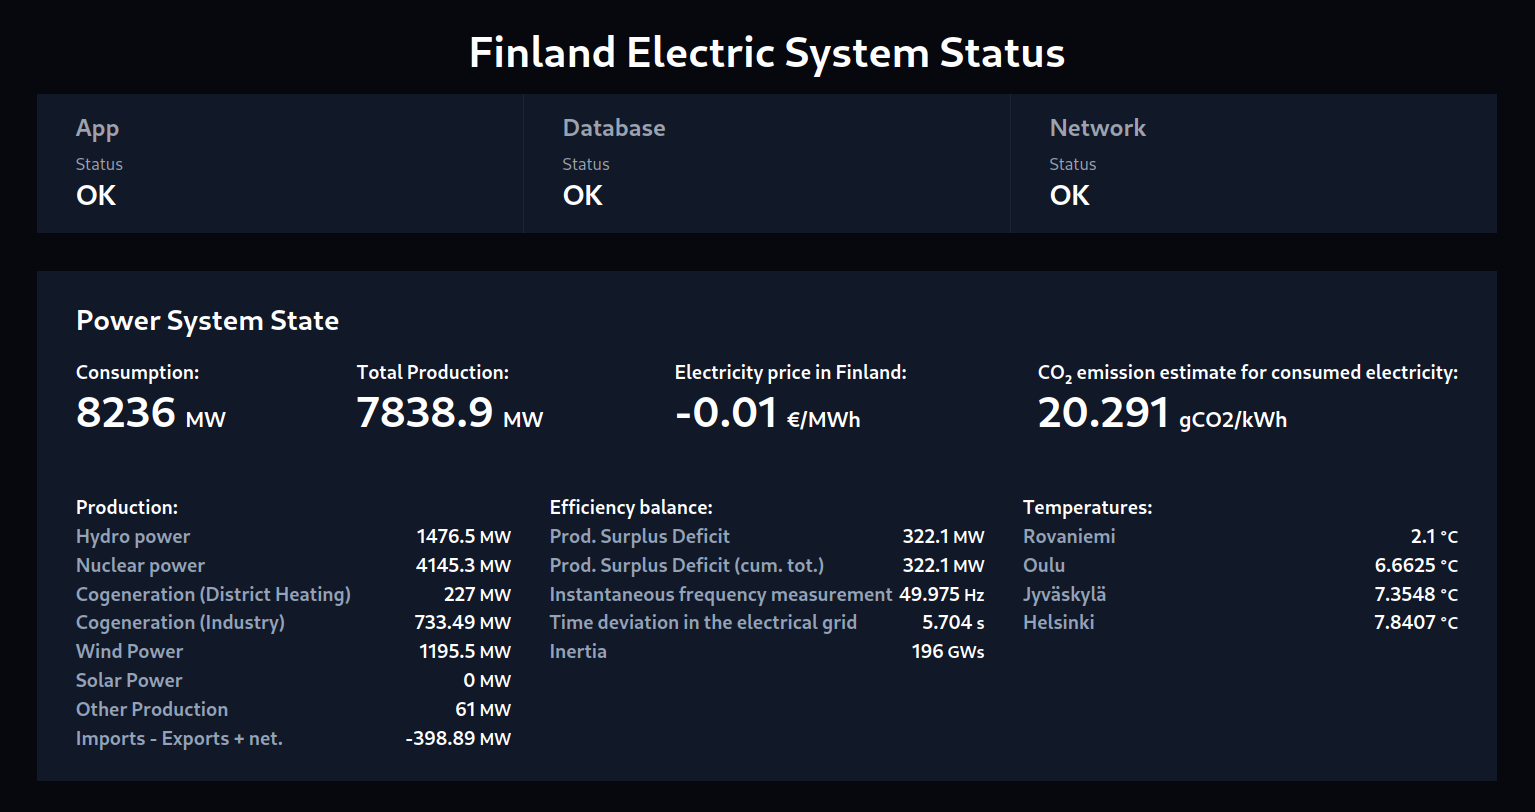 Finland Electric System Status
App
Status
OK
Database
Status
OK
Network
Status
OK
Power System State
Consumption:
8236 MW
Total Production:
7838.9 MW
Electricity price in Finland:
-0.01 €/MWh
CO₂ emission estimate for consumed electricity:
20.291 gCO2/kWh
Production:
Hydro power 1476.5 MW
Nuclear power 4145.3 MW
Cogeneration (District Heating) 227 MW
Cogeneration (Industry) 733.49 MW
Wind Power 1195.5 MW
Solar Power 0 MW
Other Production 61 MW
Imports - Exports + net. -398.89 MW
Efficiency balance:
Prod. Surplus Deficit 322.1 MW
Prod. Surplus Deficit (cum. tot.) 322.1 MW
Instantaneous frequency measurement 49.975 Hz
Time deviation in the electrical grid 5.704 s
Inertia 196 GWs
Temperatures:
Rovaniemi 2.1 °C
Oulu 6.6625 °C
Jyväskylä 7.3548 °C
Helsinki 7.8407 °C